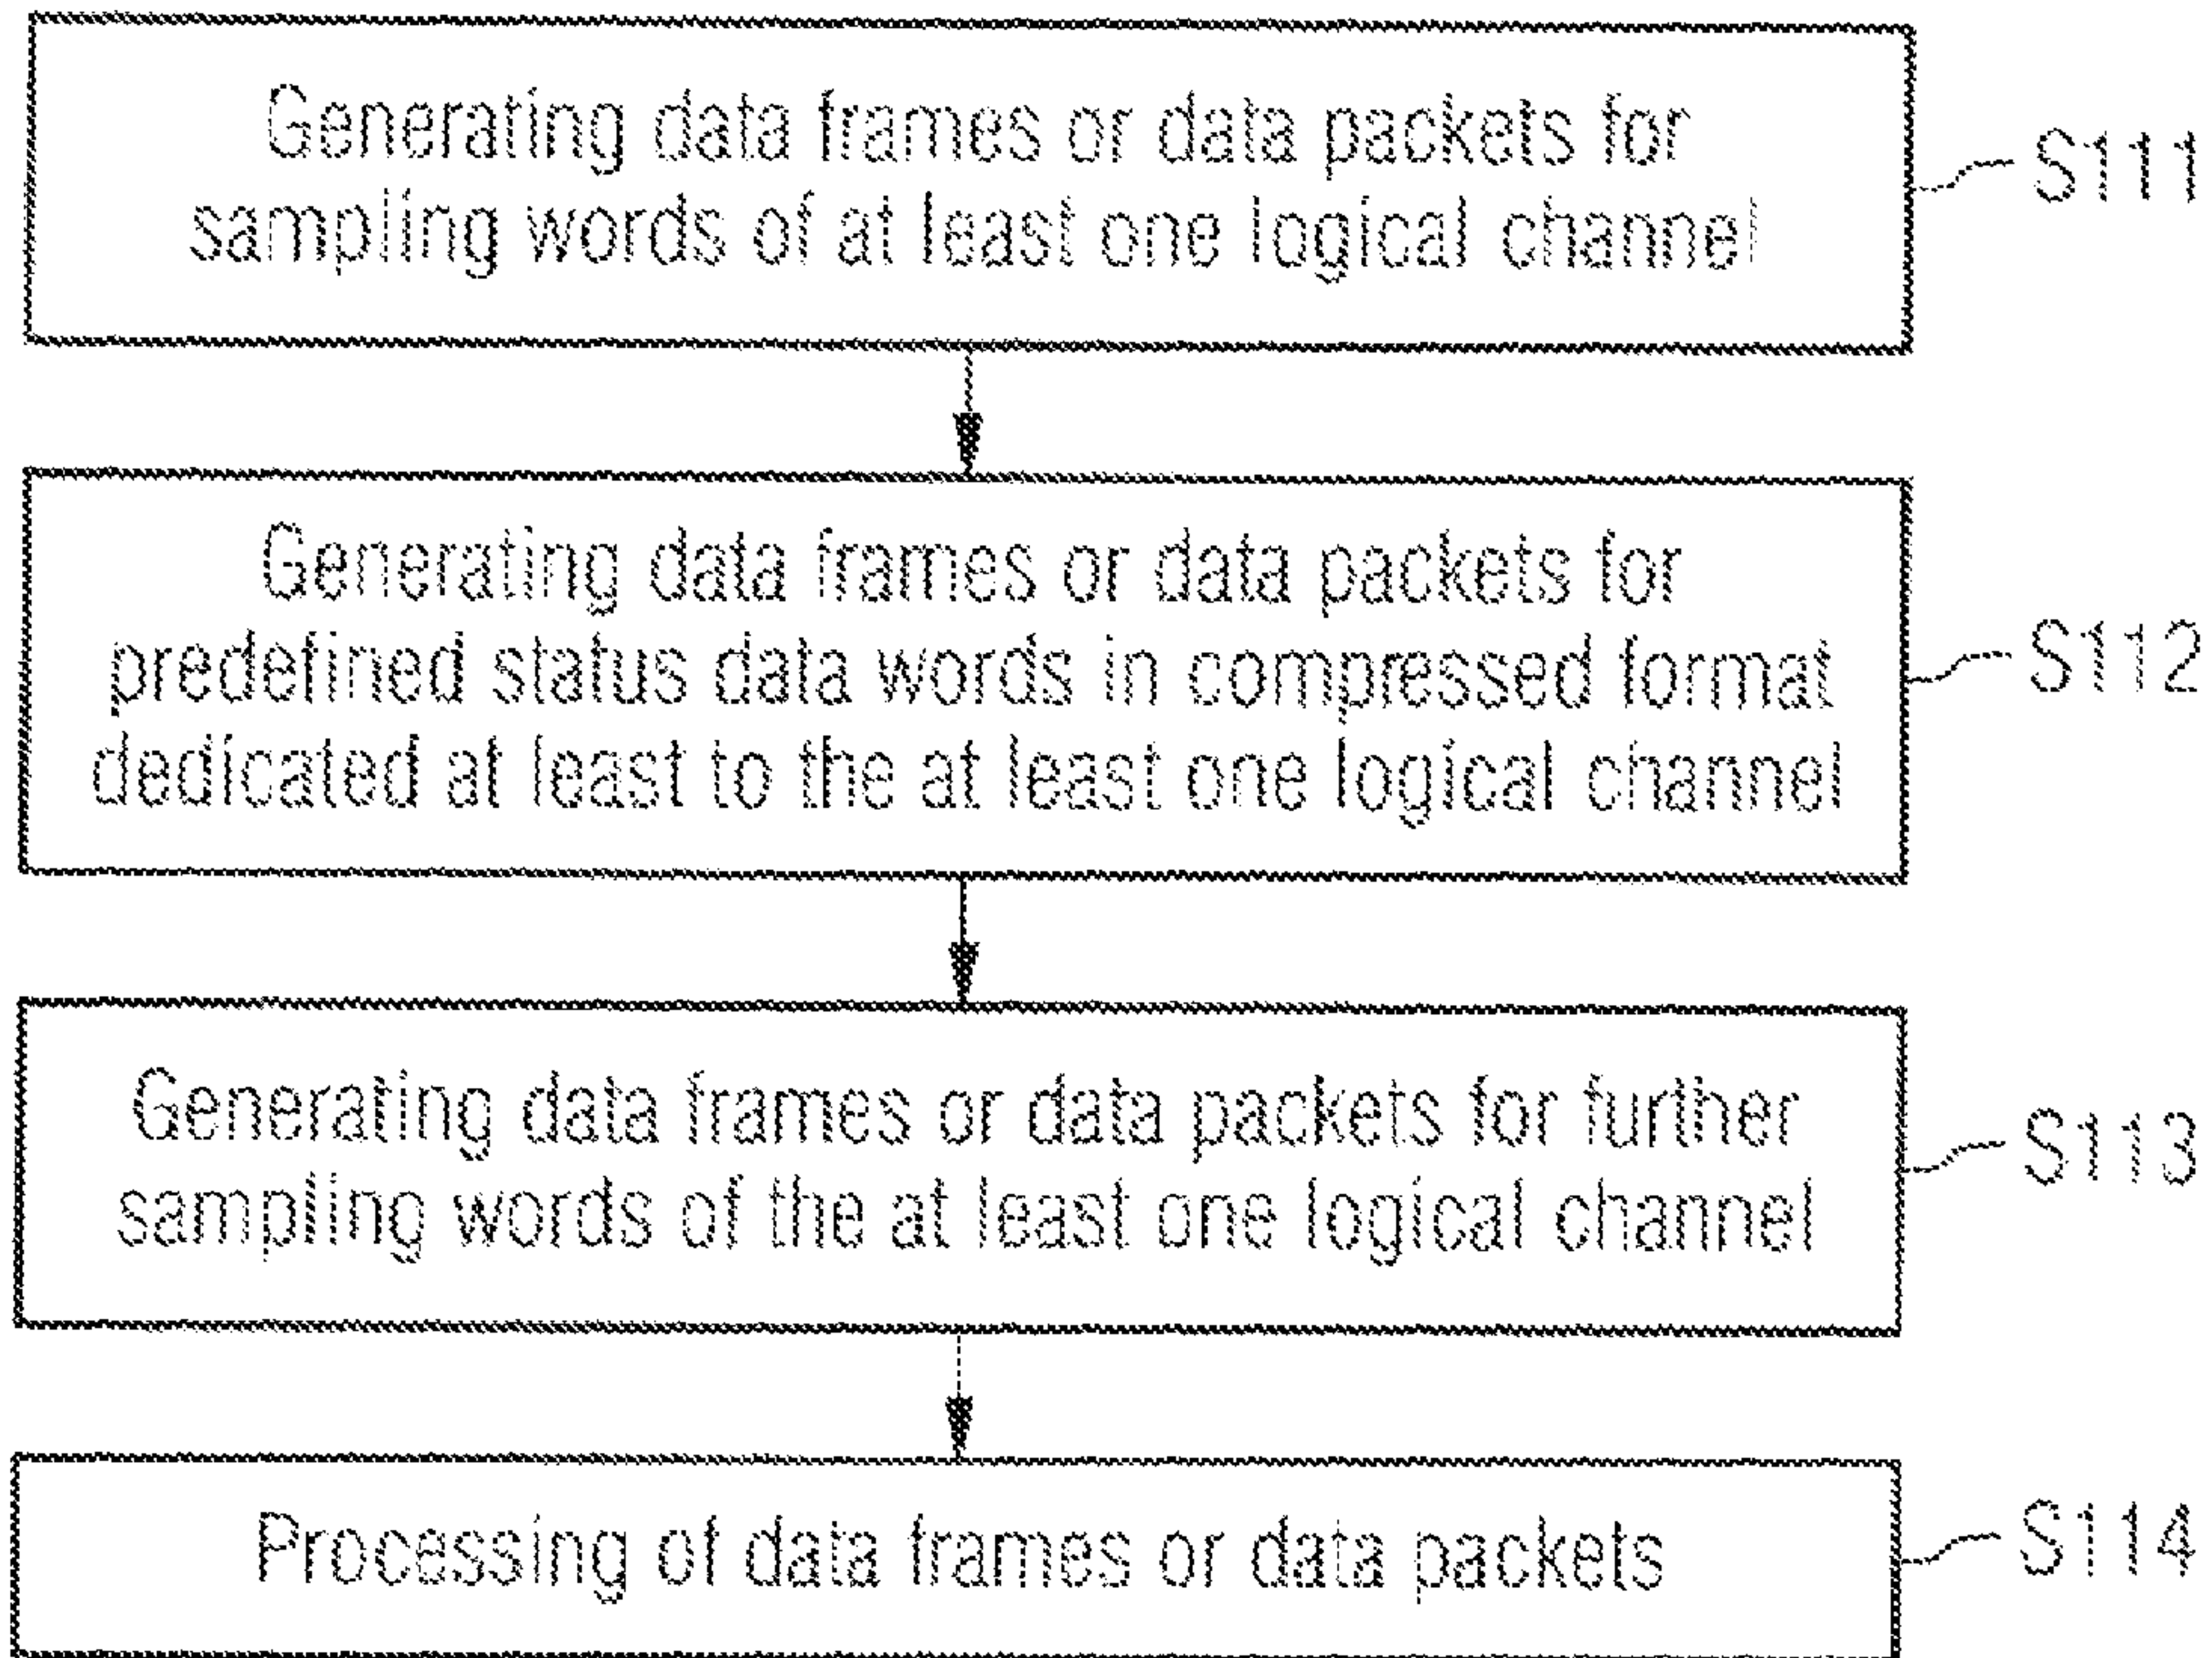 Generating data frames or data packets for
sampling words of at least one logical channel
S111
Generating data frames or data packets for
predefined status data words in compressed format
dedicated at least to the at least one logical channel
S112
Generating data frames or data packets for further
sampling words of the at least one logical channel
S113
Processing of data frames or data packets
S114